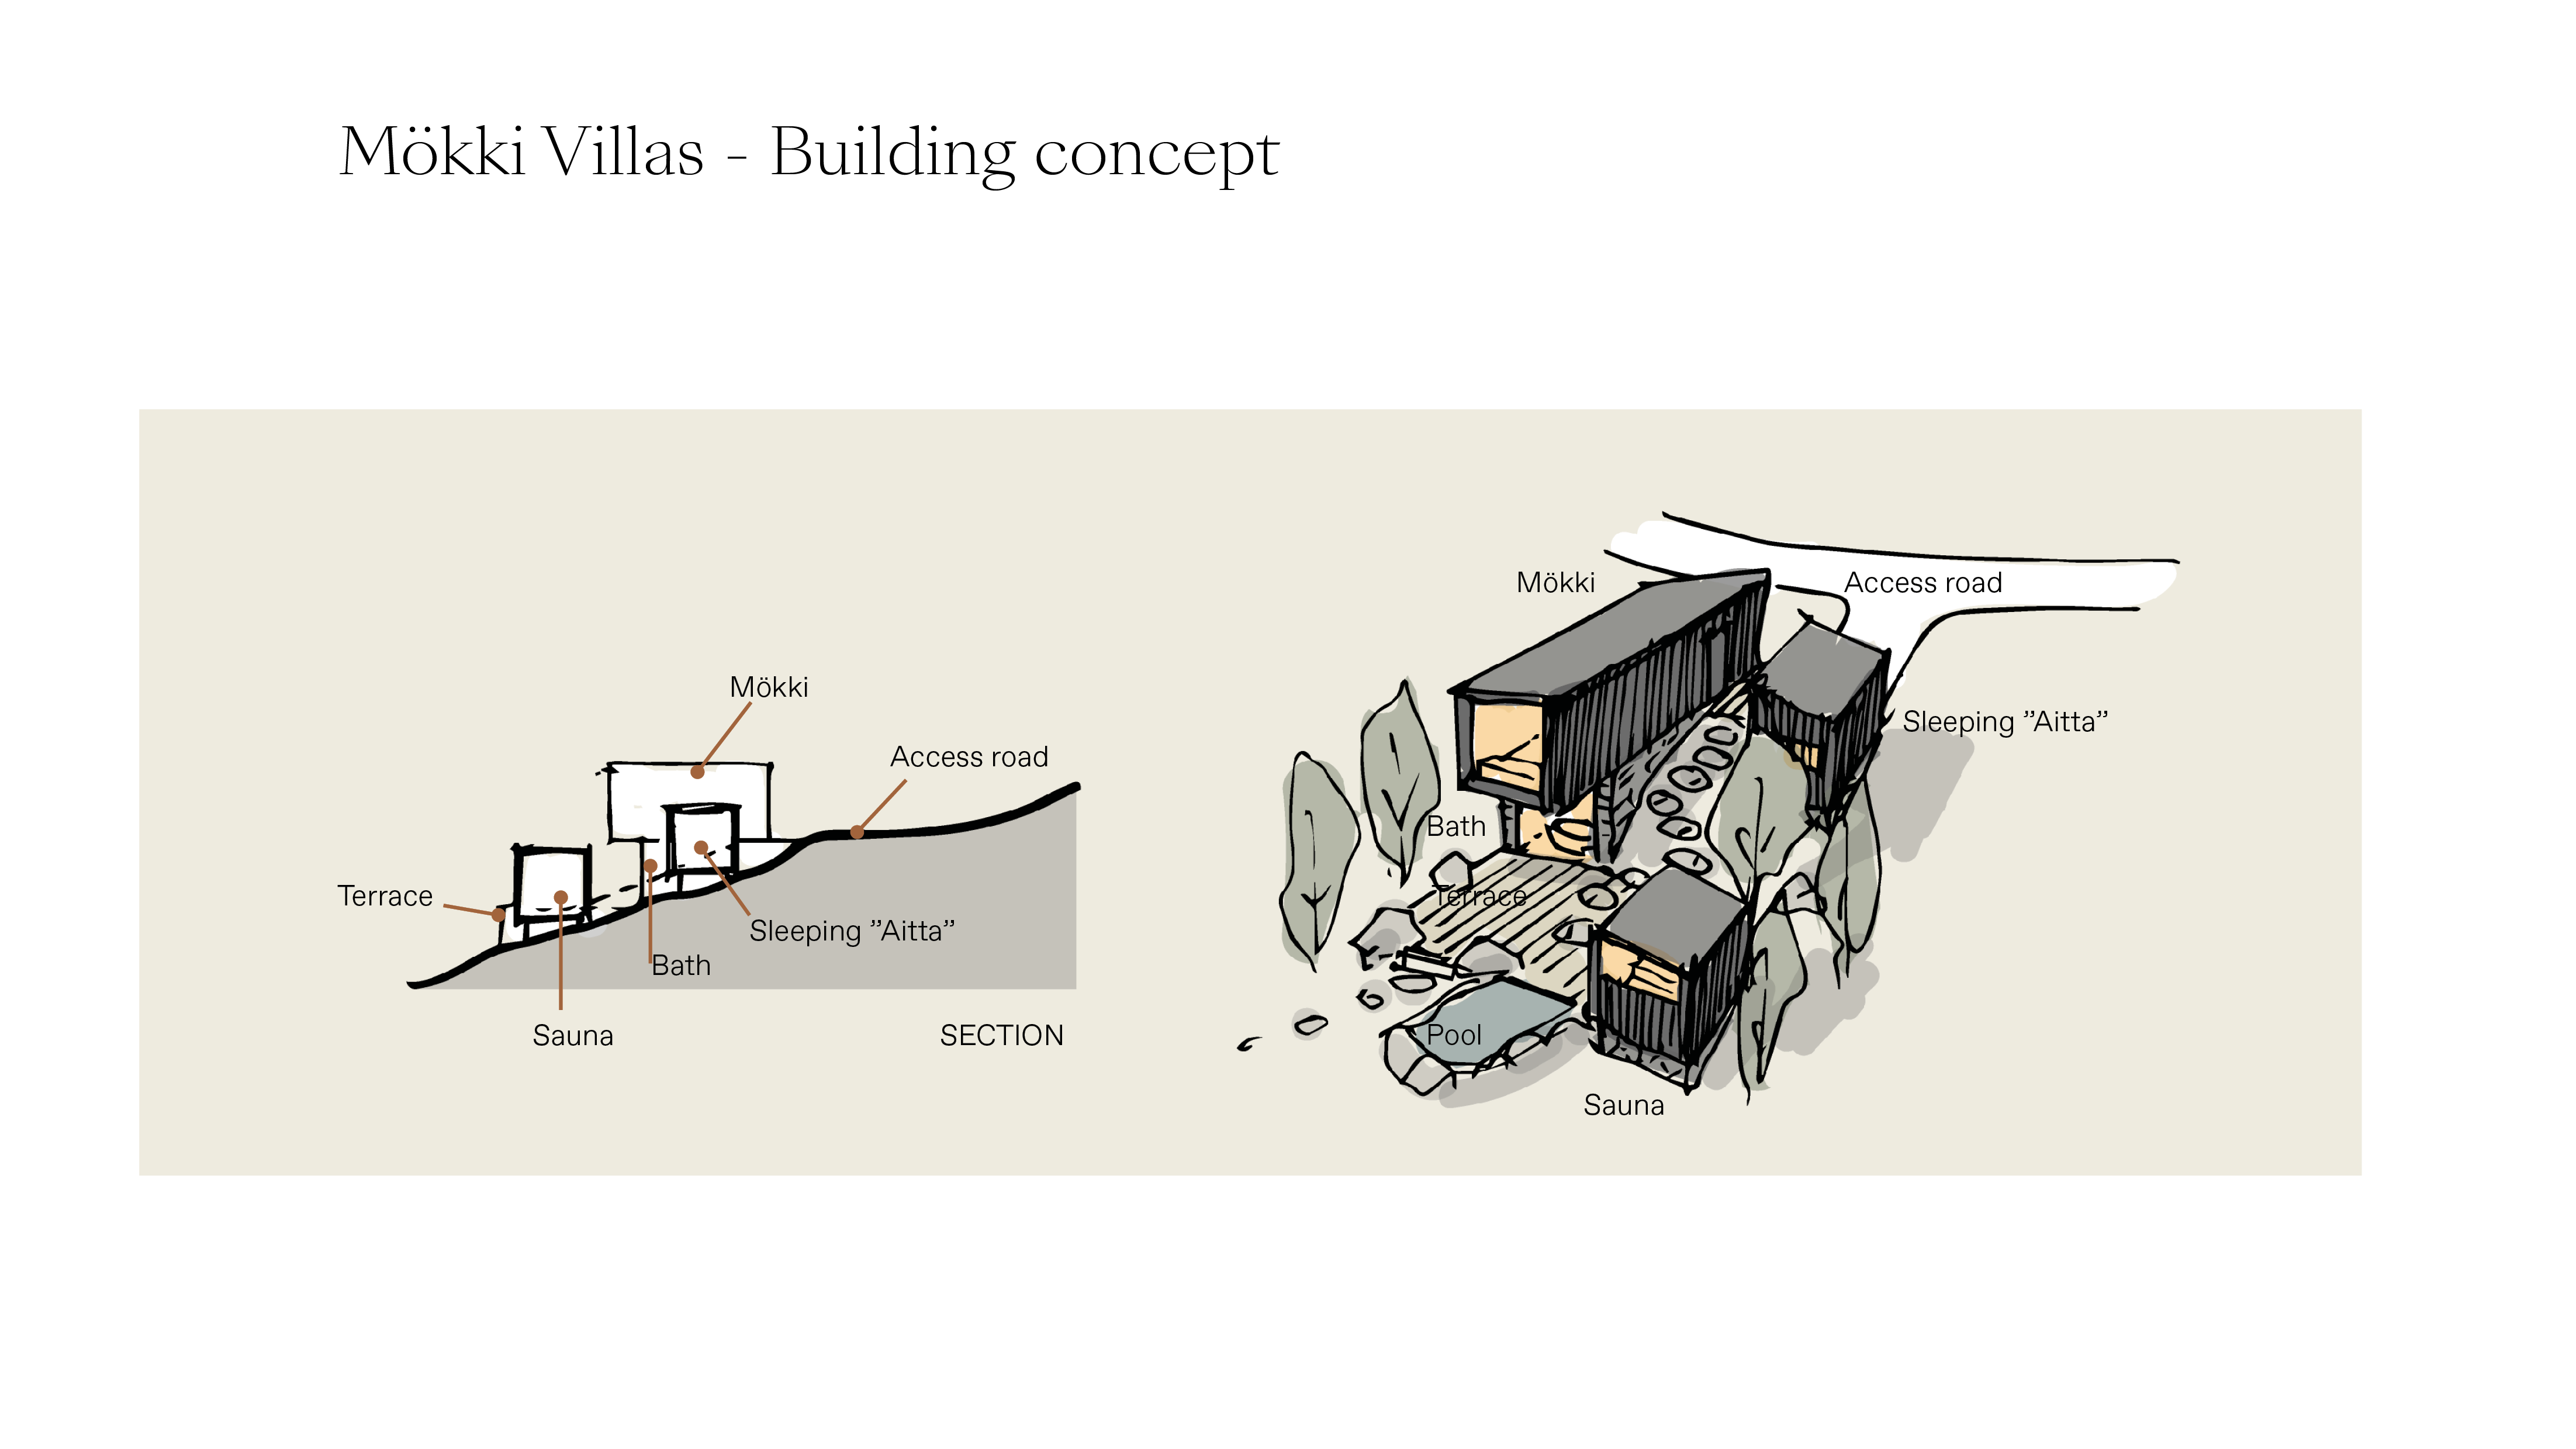 Mökki Villas - Building concept
Mökki
Access road
Terrace
Sleeping ”Aitta”
Bath
Sauna
SECTION
Mökki
Access road
Sleeping ”Aitta”
Bath
Terrace
Pool
Sauna